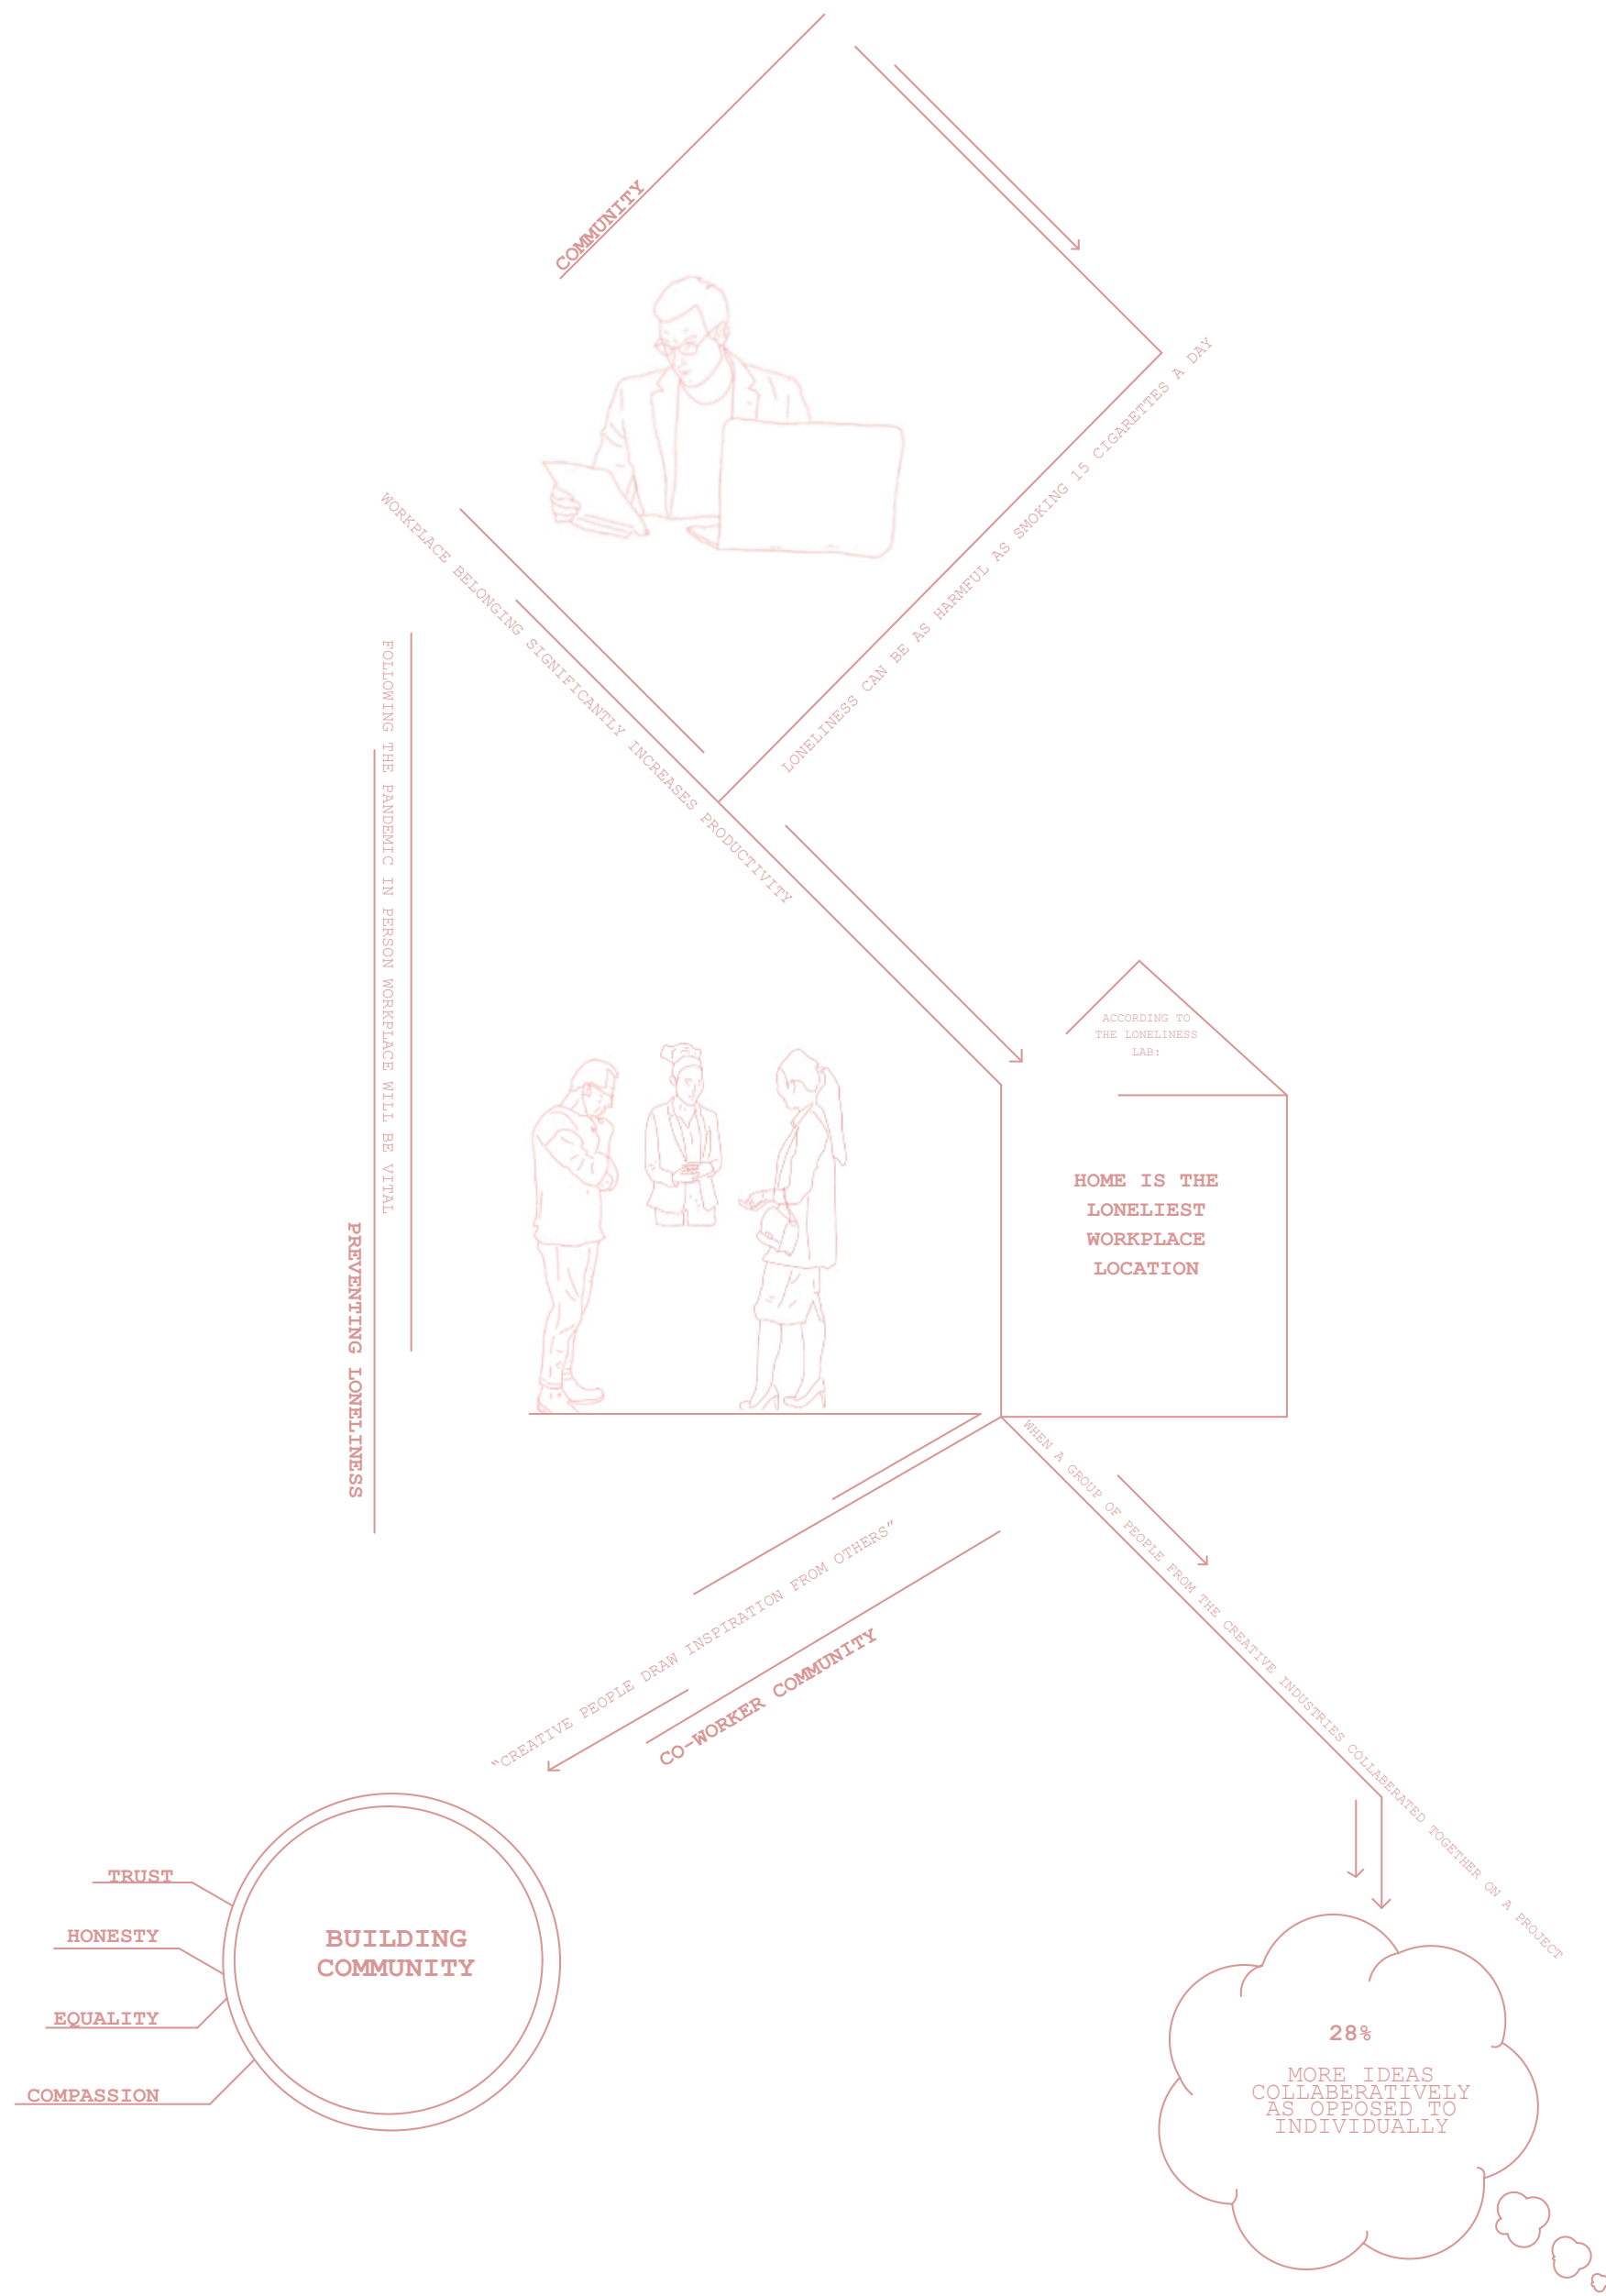 COMMUNITY
LONELINESS CAN BE AS HARMFUL AS SMOKING 15 CIGARETTES A DAY
WORKPLACE BELONGING SIGNIFICANTLY INCREASES PRODUCTIVITY
FOLLOWING THE PANDEMIC IN PERSON WORKPLACE WILL BE VITAL
PREVENTING LONELINESS
ACCORDING TO
THE LONELINESS
LAB:
HOME IS THE
LONELIEST
WORKPLACE
LOCATION
WHEN A GROUP OF PEOPLE FROM THE CREATIVE INDUSTRIES COLLABERATED TOGETHER ON A PROJECT
“CREATIVE PEOPLE DRAW INSPIRATION FROM OTHERS”
CO-WORKER COMMUNITY
TRUST
HONESTY
EQUALITY
COMPASSION
BUILDING
COMMUNITY
28%
MORE IDEAS
COLLABERATIVELY
AS OPPOSED TO
INDIVIDUALLY